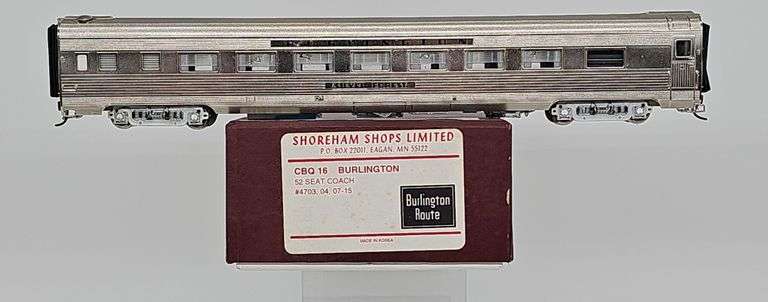 SILVER FOREST
SHOREHAM SHOPS LIMITED
P.O. BOX 22011, EAGAN, MN 55122
CBQ 16 BURLINGTON
52 SEAT COACH
#4703, 04, 07-15
Burlington
Route
MADE IN KOREA